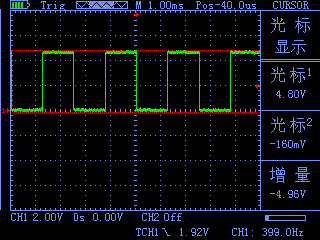 Trig M 1.00ms Pos-40.0us CURSOR
光标
显示
光标1
4.80V
光标2
-160mV
增量
-4.96V
1
CH1 2.00V Ds 0.00V CH2 Off
TCH1\ 1.92V CH1: 399.0Hz